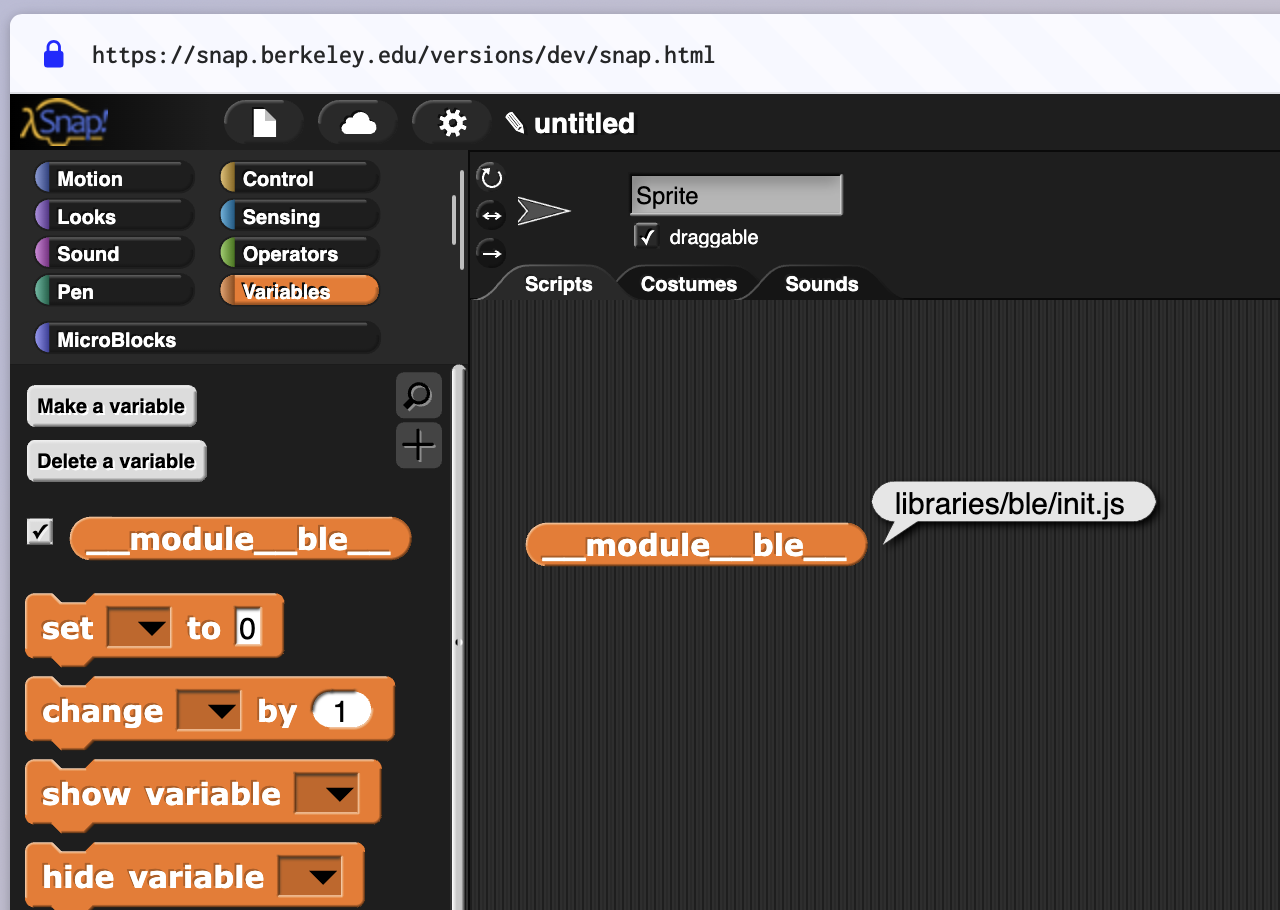 https://snap.berkeley.edu/versions/dev/snap.html
λSnap! untitled
Motion Control
Looks Sensing
Sound Operators
Pen Variables
MicroBlocks
Sprite
draggable
Scripts Costumes Sounds
Make a variable
Delete a variable
__module__ble__
set to 0
change by 1
show variable
hide variable
__module__ble__
libraries/ble/init.js